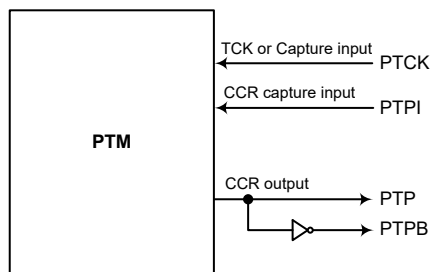 TCK or Capture input
PTCK
CCR capture input
PTPI
PTM
CCR output
PTP
PTPB